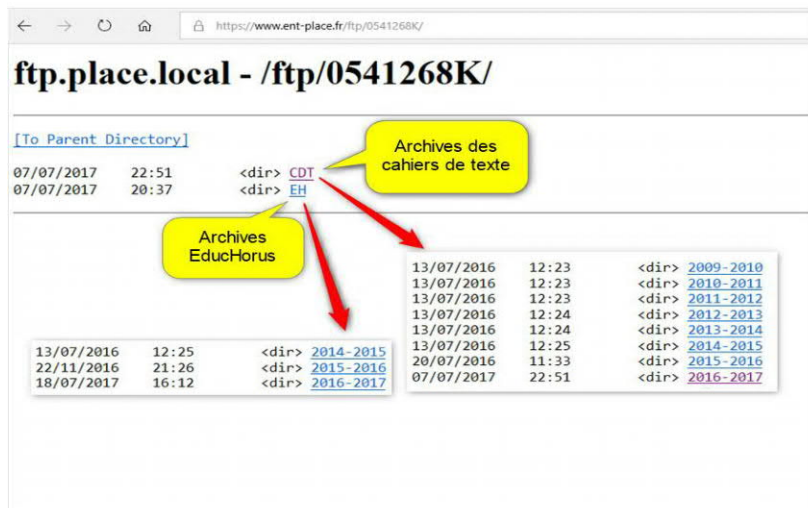 https://www.ent-place.fr/ftp/0541268K/
ftp.place.local - /ftp/0541268K/
[To Parent Directory]
Archives des
cahiers de texte
07/07/2017 22:51 <dir> CDT
07/07/2017 20:37 <dir> EH
Archives
EducHorus
13/07/2016 12:23 <dir> 2009-2010
13/07/2016 12:23 <dir> 2010-2011
13/07/2016 12:23 <dir> 2011-2012
13/07/2016 12:24 <dir> 2012-2013
13/07/2016 12:24 <dir> 2013-2014
13/07/2016 12:25 <dir> 2014-2015
20/07/2016 11:33 <dir> 2015-2016
07/07/2017 22:51 <dir> 2016-2017
13/07/2016 12:25 <dir> 2014-2015
22/11/2016 21:26 <dir> 2015-2016
18/07/2017 16:12 <dir> 2016-2017